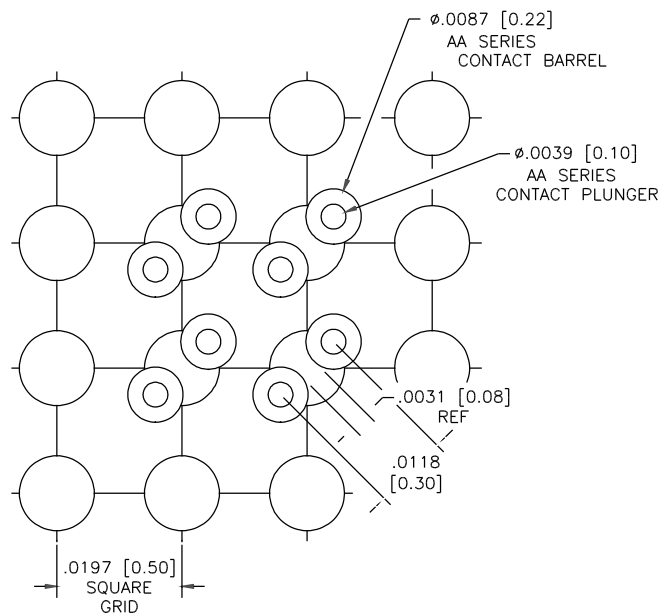 ø.0087 [0.22]
AA SERIES
CONTACT BARREL
ø.0039 [0.10]
AA SERIES
CONTACT PLUNGER
.0031 [0.08]
REF
.0118
[0.30]
.0197 [0.50]
SQUARE
GRID